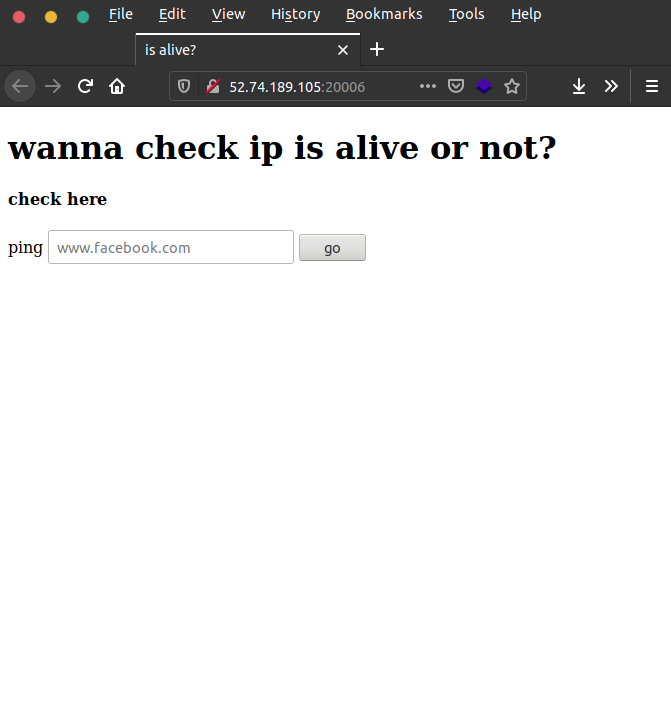 File Edit View History Bookmarks Tools Help
is alive?
52.74.189.105:20006
wanna check ip is alive or not?
check here
ping www.facebook.com go